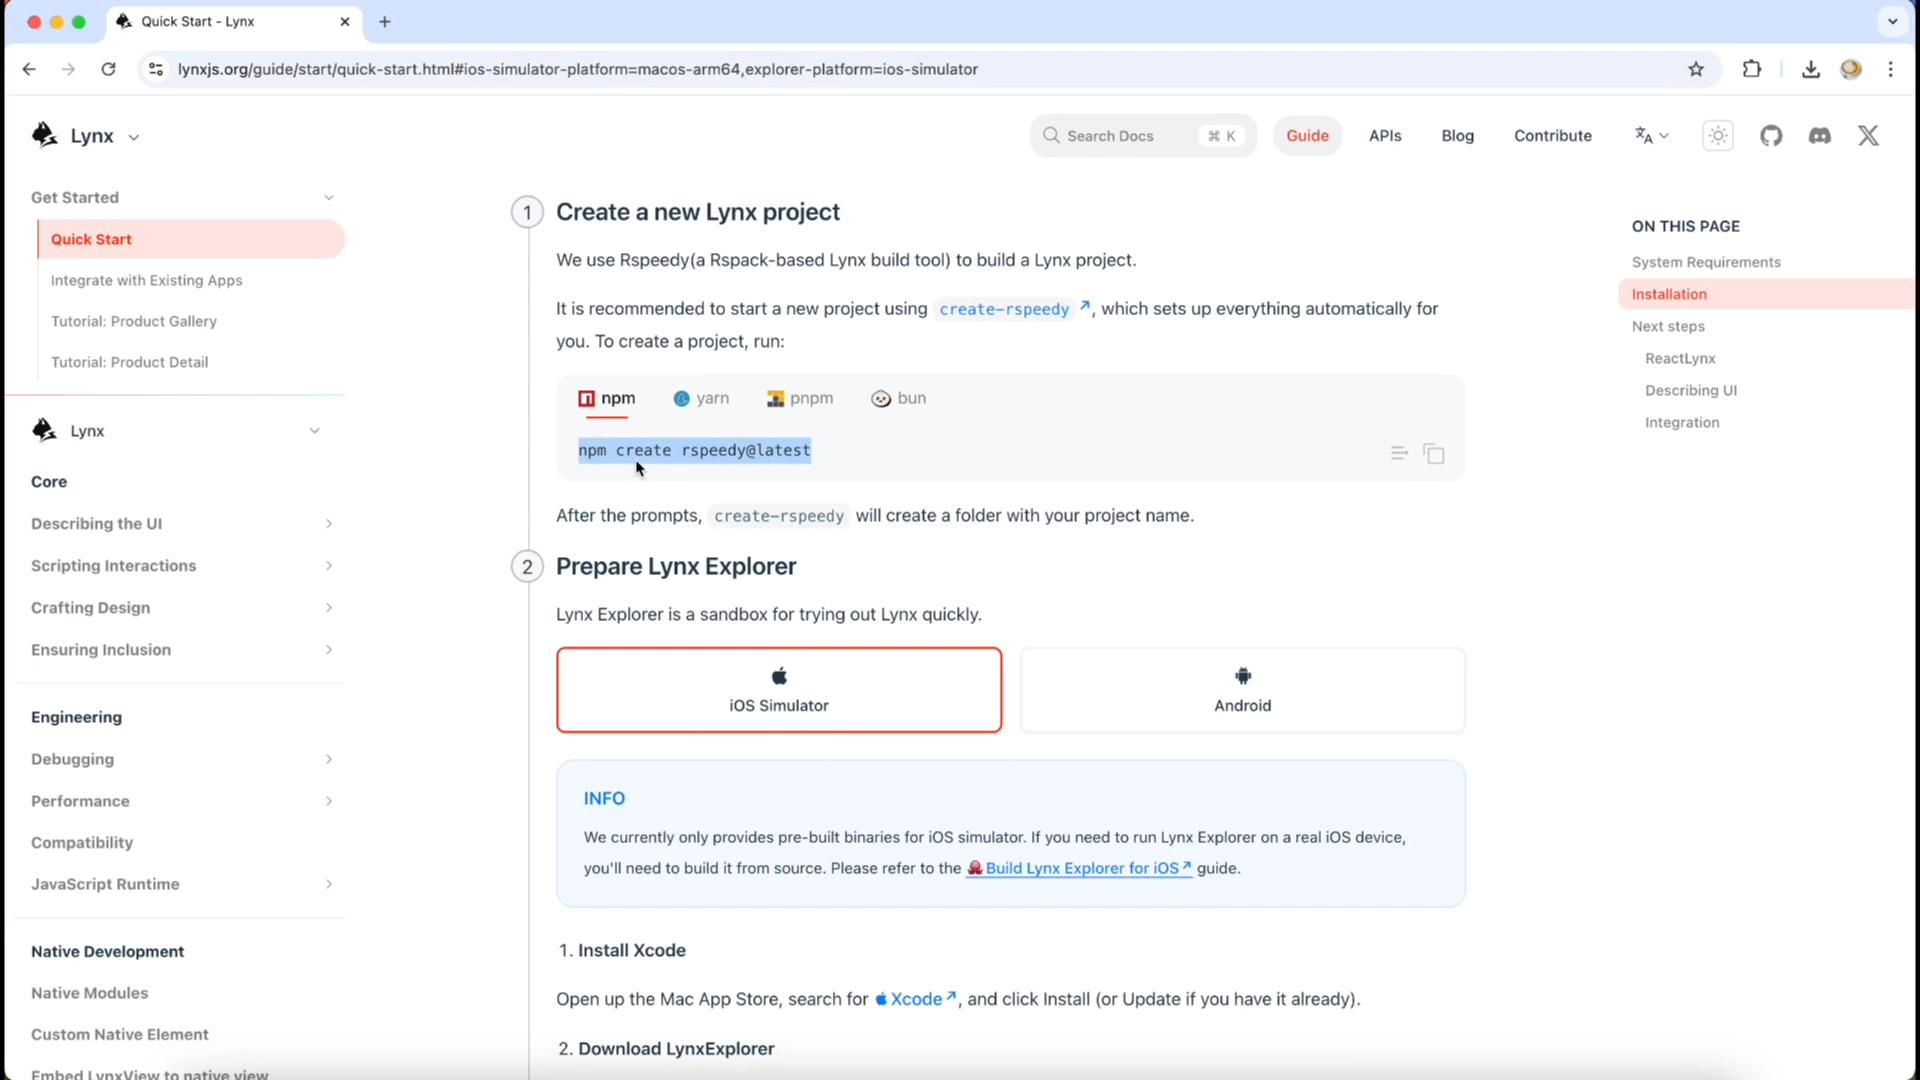 Quick Start - Lynx
lynxjs.org/guide/start/quick-start.html#ios-simulator-platform=macos-arm64,explorer-platform=ios-simulator
Lynx
Search Docs
⌘ K
Guide
APIs
Blog
Contribute
Get Started
Quick Start
Integrate with Existing Apps
Tutorial: Product Gallery
Tutorial: Product Detail
Lynx
Core
Describing the UI
Scripting Interactions
Crafting Design
Ensuring Inclusion
Engineering
Debugging
Performance
Compatibility
JavaScript Runtime
Native Development
Native Modules
Custom Native Element
Embed LynxView to native view
1 Create a new Lynx project
We use Rspeedy(a Rspack-based Lynx build tool) to build a Lynx project.
It is recommended to start a new project using create-rspeedy ↗, which sets up everything automatically for
you. To create a project, run:
npm
yarn
pnpm
bun
npm create rspeedy@latest
After the prompts, create-rspeedy will create a folder with your project name.
2 Prepare Lynx Explorer
Lynx Explorer is a sandbox for trying out Lynx quickly.
iOS Simulator
Android
INFO
We currently only provides pre-built binaries for iOS simulator. If you need to run Lynx Explorer on a real iOS device,
you'll need to build it from source. Please refer to the Build Lynx Explorer for iOS↗ guide.
1. Install Xcode
Open up the Mac App Store, search for Xcode↗, and click Install (or Update if you have it already).
2. Download LynxExplorer
ON THIS PAGE
System Requirements
Installation
Next steps
ReactLynx
Describing UI
Integration